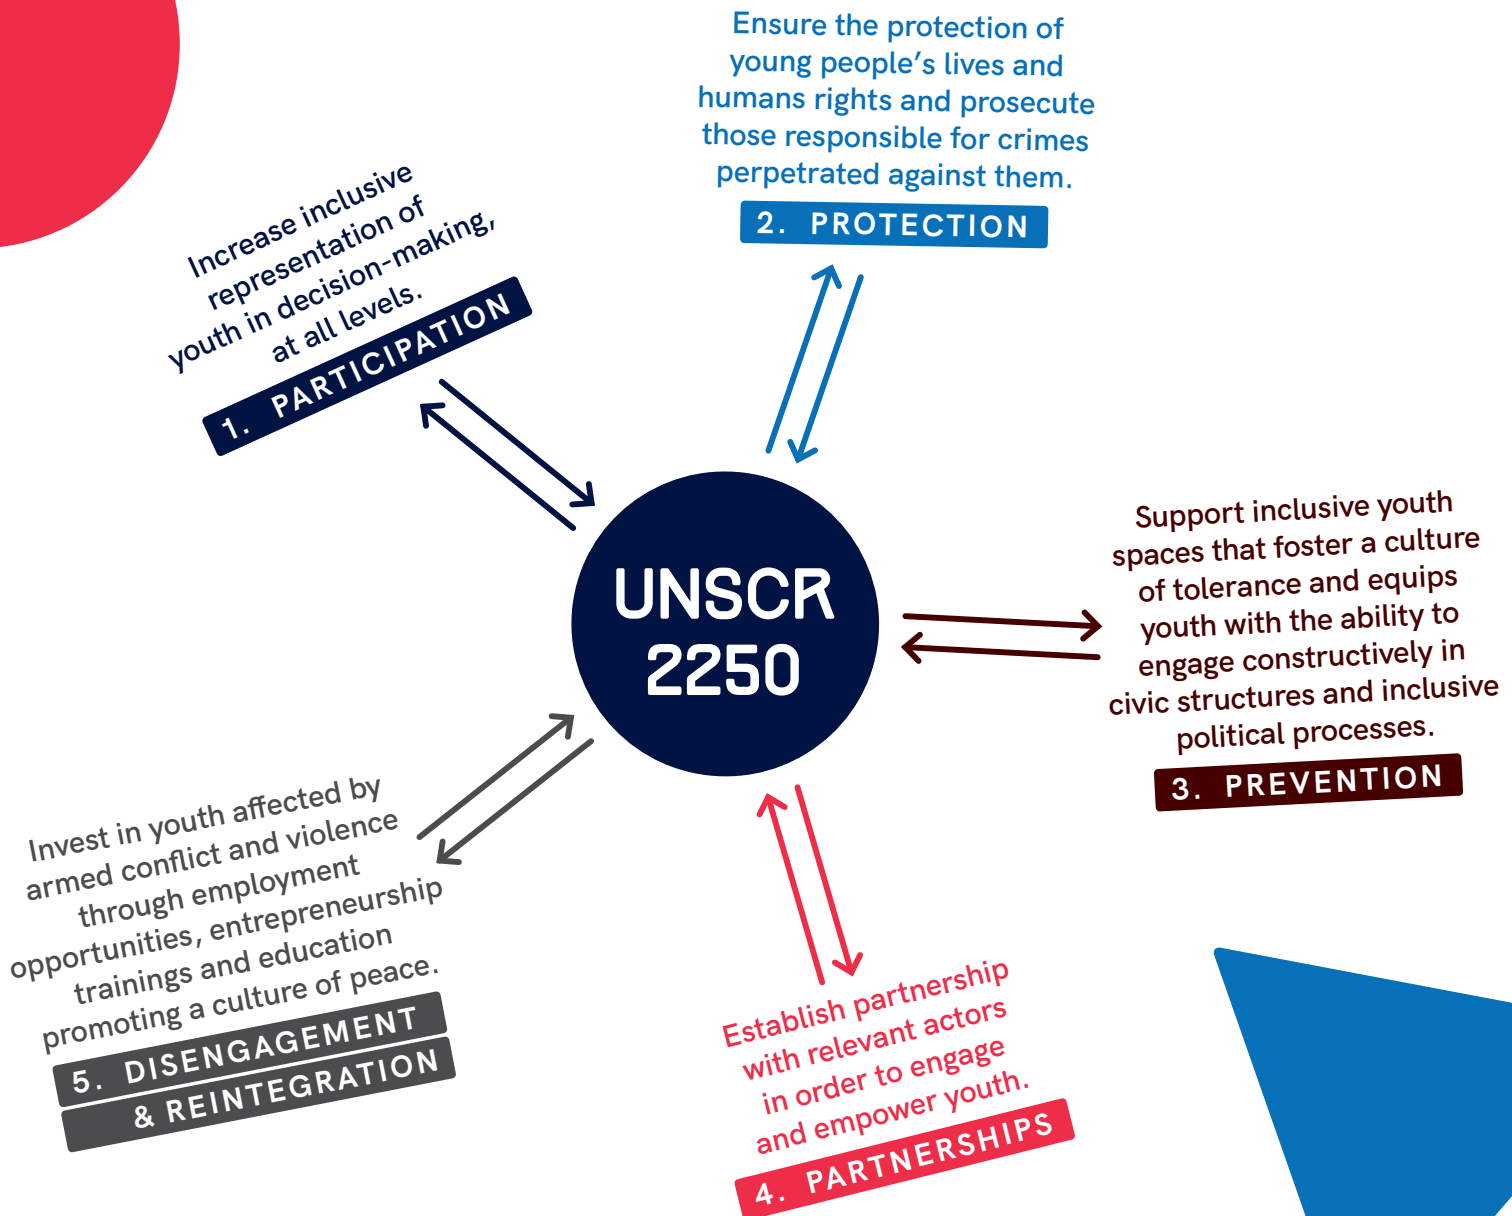 Increase inclusive
representation of
youth in decision-making,
at all levels.
1. PARTICIPATION
Ensure the protection of
young people’s lives and
humans rights and prosecute
those responsible for crimes
perpetrated against them.
2. PROTECTION
UNSCR
2250
Support inclusive youth
spaces that foster a culture
of tolerance and equips
youth with the ability to
engage constructively in
civic structures and inclusive
political processes.
3. PREVENTION
Establish partnership
with relevant actors
in order to engage
and empower youth.
4. PARTNERSHIPS
Invest in youth affected by
armed conflict and violence
through employment
opportunities, entrepreneurship
trainings and education
promoting a culture of peace.
5. DISENGAGEMENT
& REINTEGRATION